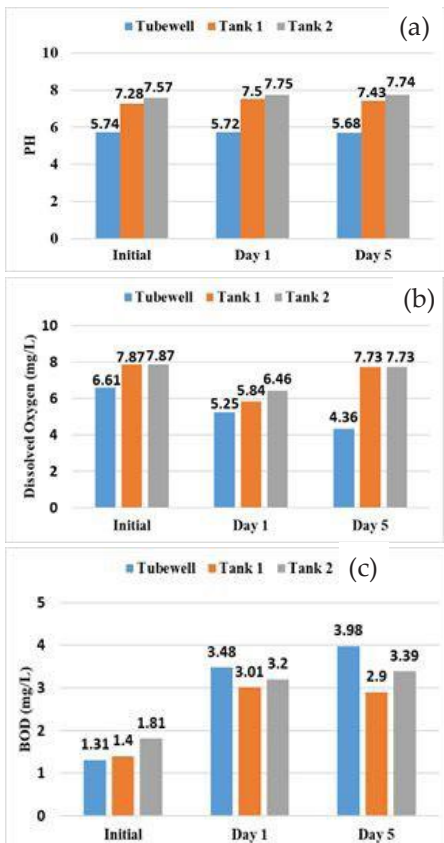 Tubewell Tank 1 Tank 2 (a)
10
8
6
4
2
0
PH
5.74 7.28 7.57
5.72 7.5 7.75
5.68 7.43 7.74
Initial Day 1 Day 5
Tubewell Tank 1 Tank 2 (b)
10
8
6
4
2
0
Dissolved Oxygen (mg/L)
6.61 7.87 7.87
5.25 5.84 6.46
4.36 7.73 7.73
Initial Day 1 Day 5
Tubewell Tank 1 Tank 2 (c)
5
4
3
2
1
0
BOD (mg/L)
1.31 1.4 1.81
3.48 3.01 3.2
3.98 2.9 3.39
Initial Day 1 Day 5